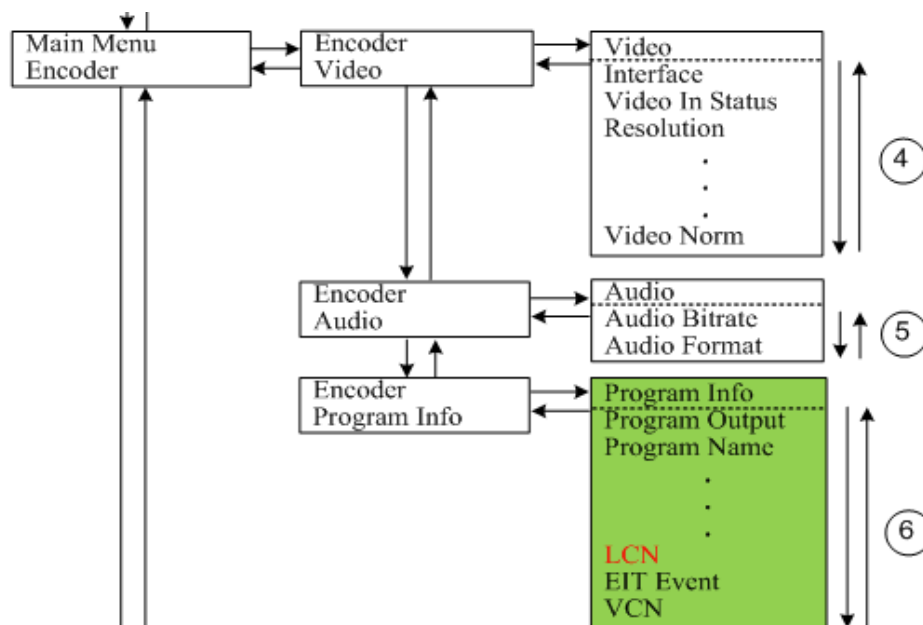 Main Menu
Encoder
Encoder
Video
Video
Interface
Video In Status
Resolution
.
.
.
Video Norm
4
Encoder
Audio
Audio
Audio Bitrate
Audio Format
5
Encoder
Program Info
Program Info
Program Output
Program Name
.
.
.
LCN
EIT Event
VCN
6